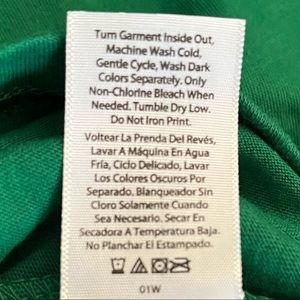 Turn Garment Inside Out,
Machine Wash Cold,
Gentle Cycle, Wash Dark
Colors Separately. Only
Non-Chlorine Bleach When
Needed. Tumble Dry Low.
Do Not Iron Print.
Voltear La Prenda Del Revés,
Lavar A Máquina En Agua
Fría, Ciclo Delicado, Lavar
Los Colores Oscuros Por
Separado. Blanqueador Sin
Cloro Solamente Cuando
Sea Necesario. Secar En
Secadora A Temperatura Baja.
No Planchar El Estampado.
01W